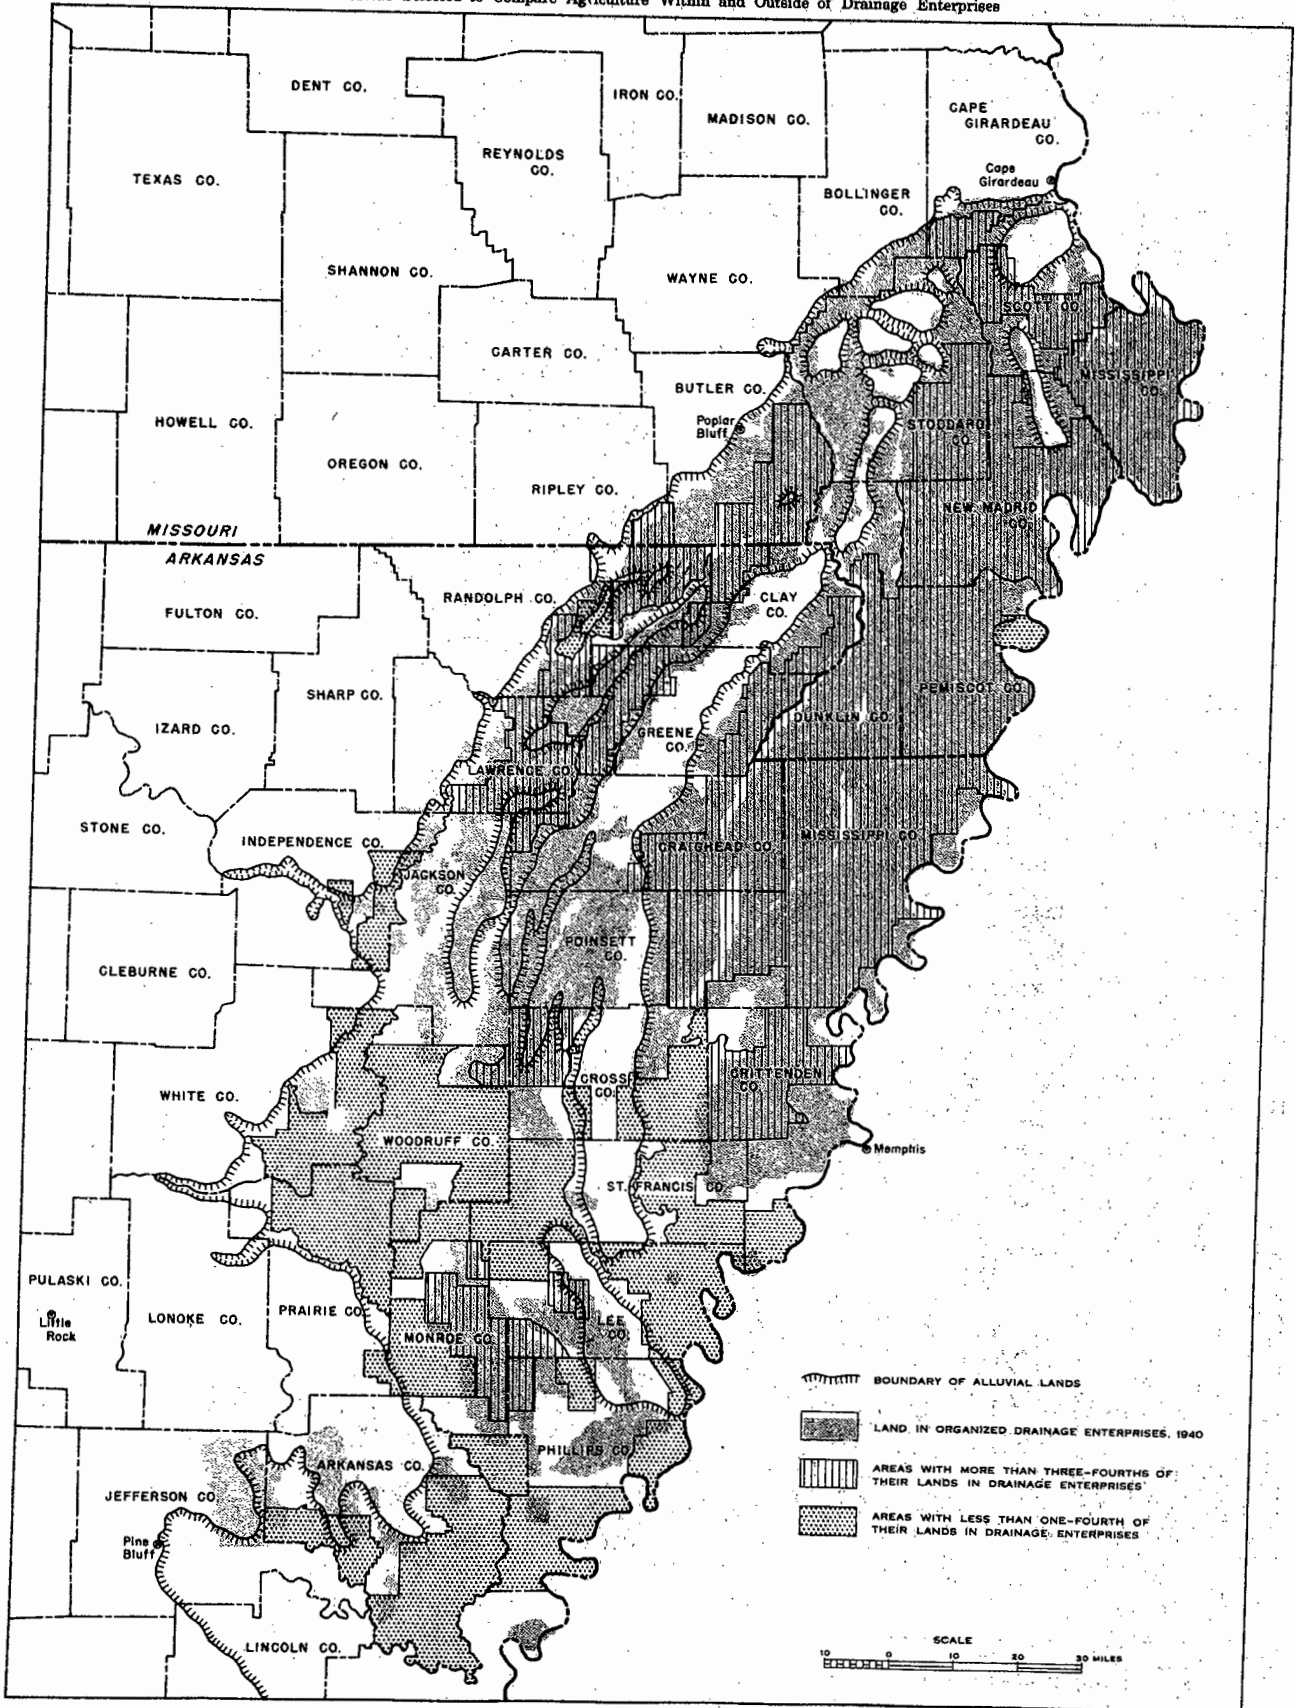 Selected to Compare Agriculture Within and Outside of Drainage Enterprises
DENT CO.
IRON CO.
MADISON CO.
CAPE
GIRARDEAU
CO.
REYNOLDS
CO.
TEXAS CO.
Cape
Girardeau
BOLLINGER
CO.
SHANNON CO.
WAYNE CO.
SCOTT CO.
CARTER CO.
MISSISSIPPI
CO.
BUTLER CO.
Poplar
Bluff
HOWELL CO.
STODDARD
CO.
OREGON CO.
RIPLEY CO.
NEW MADRID
CO.
MISSOURI
ARKANSAS
RANDOLPH CO.
CLAY
CO.
FULTON CO.
SHARP CO.
PEMISCOT CO.
DUNKLIN CO.
IZARD CO.
GREENE
CO.
LAWRENCE CO.
STONE CO.
INDEPENDENCE CO.
CRAIGHEAD CO.
MISSISSIPPI CO.
JACKSON
CO.
POINSETT
CO.
CLEBURNE CO.
CROSS
CO.
CRITTENDEN
CO.
WHITE CO.
WOODRUFF CO.
Memphis
ST. FRANCIS CO.
PULASKI CO.
Little
Rock
LONOKE CO.
PRAIRIE CO.
MONROE CO.
LEE
CO.
BOUNDARY OF ALLUVIAL LANDS
LAND IN ORGANIZED DRAINAGE ENTERPRISES, 1940
PHILLIPS CO.
ARKANSAS CO.
AREAS WITH MORE THAN THREE-FOURTHS OF
THEIR LANDS IN DRAINAGE ENTERPRISES
JEFFERSON CO.
AREAS WITH LESS THAN ONE-FOURTH OF
THEIR LANDS IN DRAINAGE ENTERPRISES
Pine
Bluff
LINCOLN CO.
SCALE
10 0 10 20 30 MILES